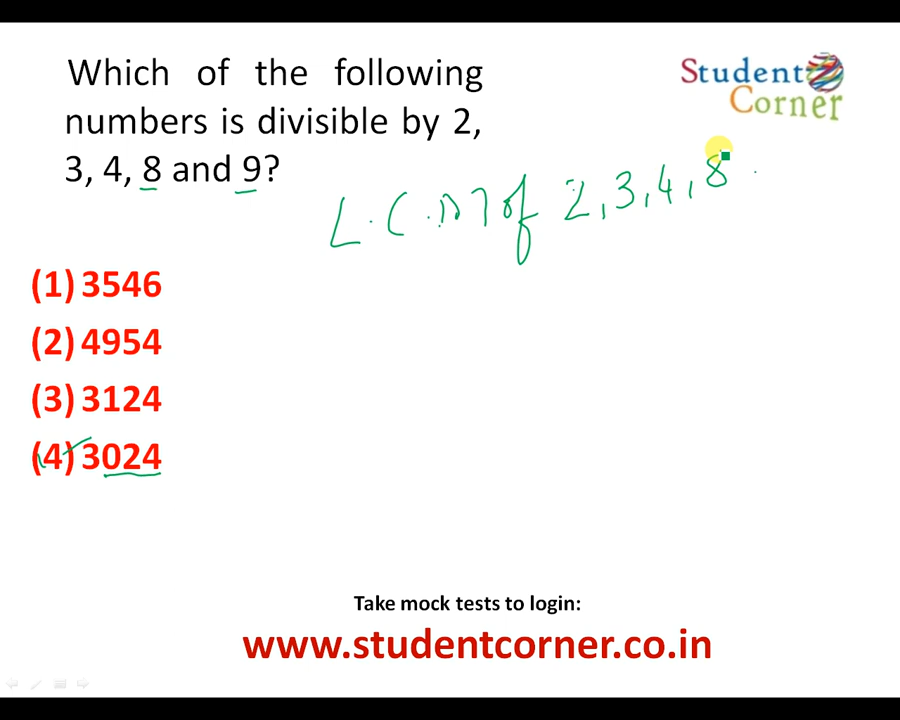 Which of the following
numbers is divisible by 2,
3, 4, 8 and 9?
Student
Corner
L.C.M of 2,3,4,8
(1) 3546
(2) 4954
(3) 3124
(4) 3024
Take mock tests to login:
www.studentcorner.co.in